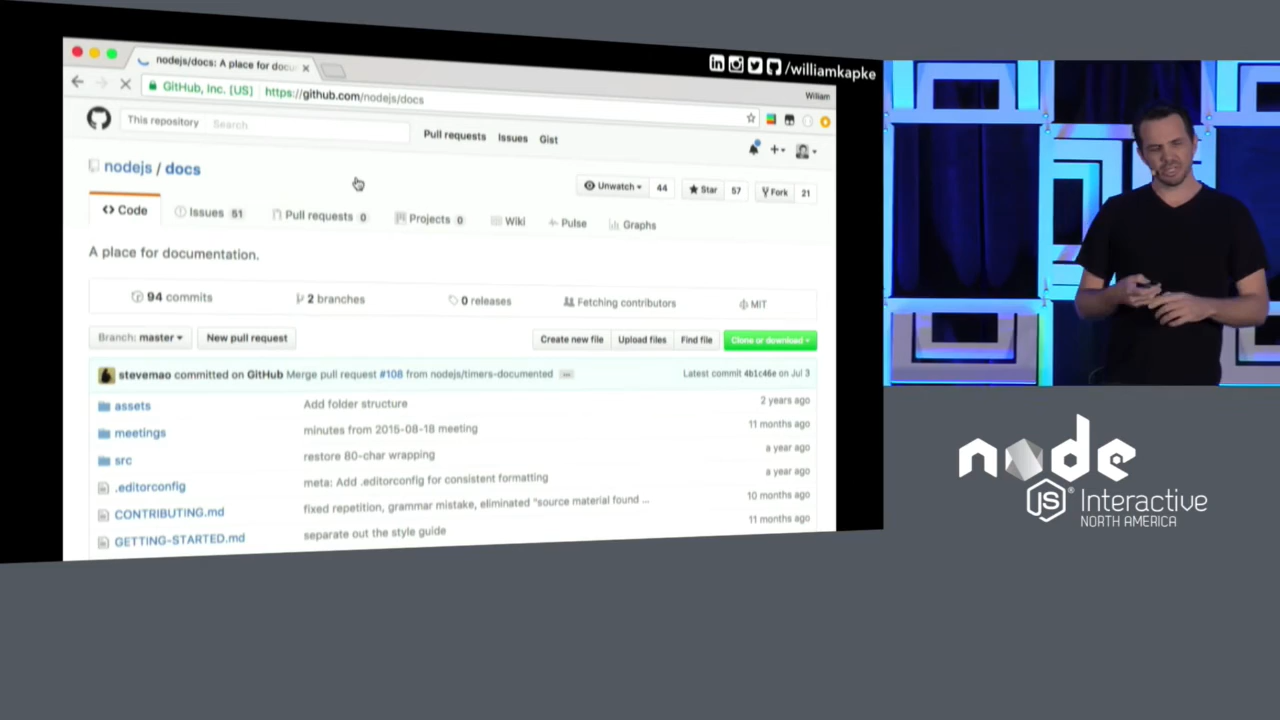 nodejs/docs: A place for docu
/williamkapke
William
GitHub, Inc. [US] https://github.com/nodejs/docs
This repository Search Pull requests Issues Gist
nodejs / docs
Unwatch 44 Star 57 Fork 21
Code Issues 51 Pull requests 0 Projects 0 Wiki Pulse Graphs
A place for documentation.
94 commits 2 branches 0 releases Fetching contributors MIT
Branch: master New pull request Create new file Upload files Find file Clone or download
stevemao committed on GitHub Merge pull request #108 from nodejs/timers-documented ... Latest commit 4b1c46e on Jul 3
assets Add folder structure 2 years ago
meetings minutes from 2015-08-18 meeting 11 months ago
src restore 80-char wrapping a year ago
.editorconfig meta: Add .editorconfig for consistent formatting a year ago
CONTRIBUTING.md fixed repetition, grammar mistake, eliminated "source material found ... 10 months ago
GETTING-STARTED.md separate out the style guide 11 months ago
node
JS® Interactive
NORTH AMERICA